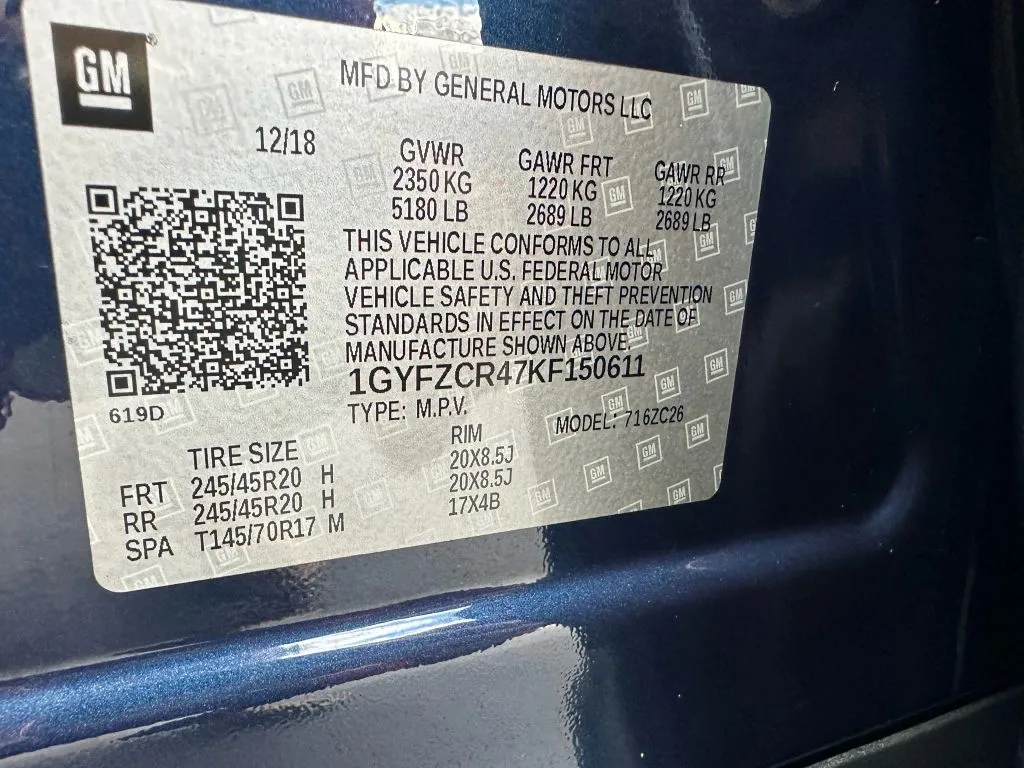 GM
MFD BY GENERAL MOTORS LLC
12/18
GVWR GAWR FRT GAWR RR
2350 KG 1220 KG 1220 KG
5180 LB 2689 LB 2689 LB
THIS VEHICLE CONFORMS TO ALL
APPLICABLE U.S. FEDERAL MOTOR
VEHICLE SAFETY AND THEFT PREVENTION
STANDARDS IN EFFECT ON THE DATE OF
MANUFACTURE SHOWN ABOVE.
1GYFZCR47KF150611
619D
TYPE: M.P.V. MODEL: 716ZC26
TIRE SIZE RIM
FRT 245/45R20 H 20X8.5J
RR 245/45R20 H 20X8.5J
SPA T145/70R17 M 17X4B